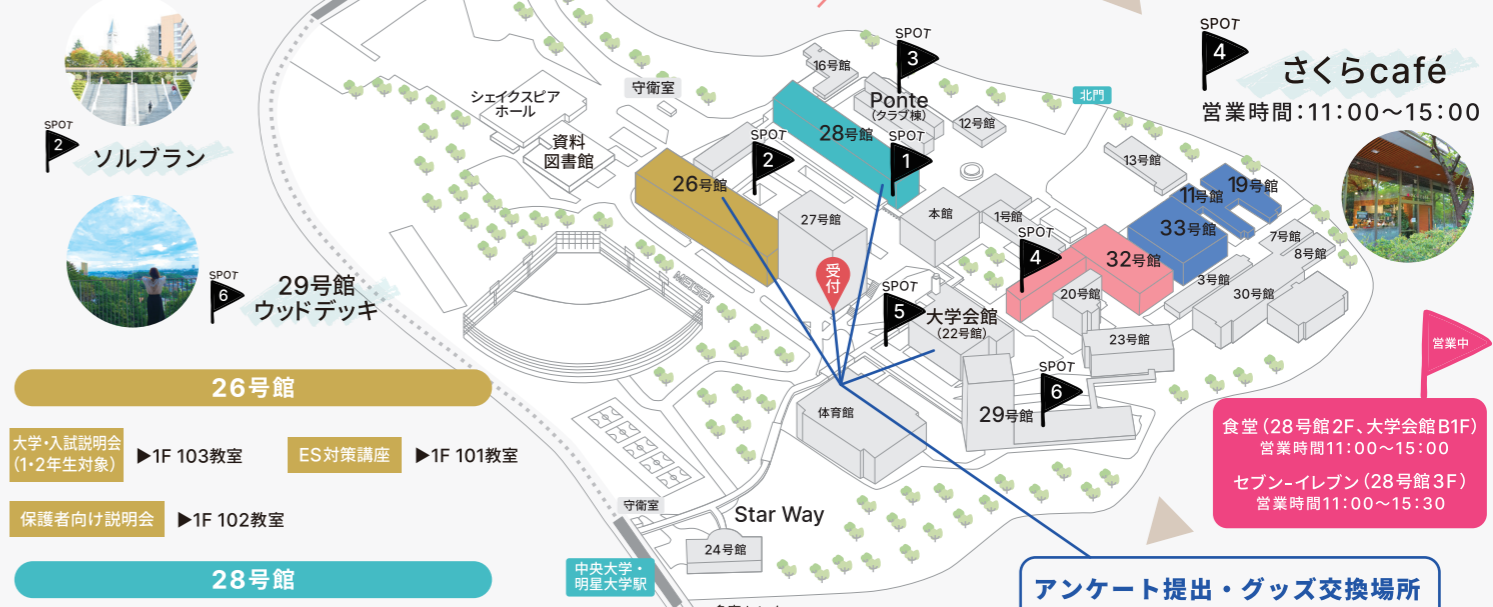 SPOT
2
ソルブラン
SPOT
6
29号館
ウッドデッキ
シェイクスピア
ホール
資料
図書館
守衛室
16号館
SPOT
3
Ponte
(クラブ棟)
12号館
北門
13号館
28号館
SPOT
1
SPOT
2
26号館
27号館
本館
1号館
SPOT
4
11号館
19号館
33号館
32号館
7号館
8号館
3号館
30号館
20号館
23号館
MEISEI
受付
SPOT
5
大学会館
(22号館)
SPOT
6
29号館
体育館
守衛室
Star Way
24号館
中央大学・
明星大学駅
SPOT
4
さくらcafé
営業時間:11:00〜15:00
営業中
食堂(28号館2F、大学会館B1F)
営業時間11:00〜15:00
セブン-イレブン(28号館3F)
営業時間11:00〜15:30
26号館
大学・入試説明会
(1・2年生対象)
▶1F 103教室
ES対策講座
▶1F 101教室
保護者向け説明会
▶1F 102教室
28号館
アンケート提出・グッズ交換場所